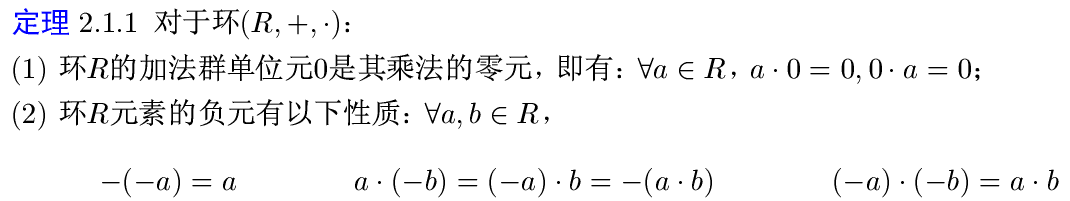 定理 2.1.1 对于环(R, +, ·)：
(1) 环R的加法群单位元0是其乘法的零元，即有：∀a ∈ R，a · 0 = 0, 0 · a = 0；
(2) 环R元素的负元有以下性质：∀a, b ∈ R，
−(−a) = a a · (−b) = (−a) · b = −(a · b) (−a) · (−b) = a · b